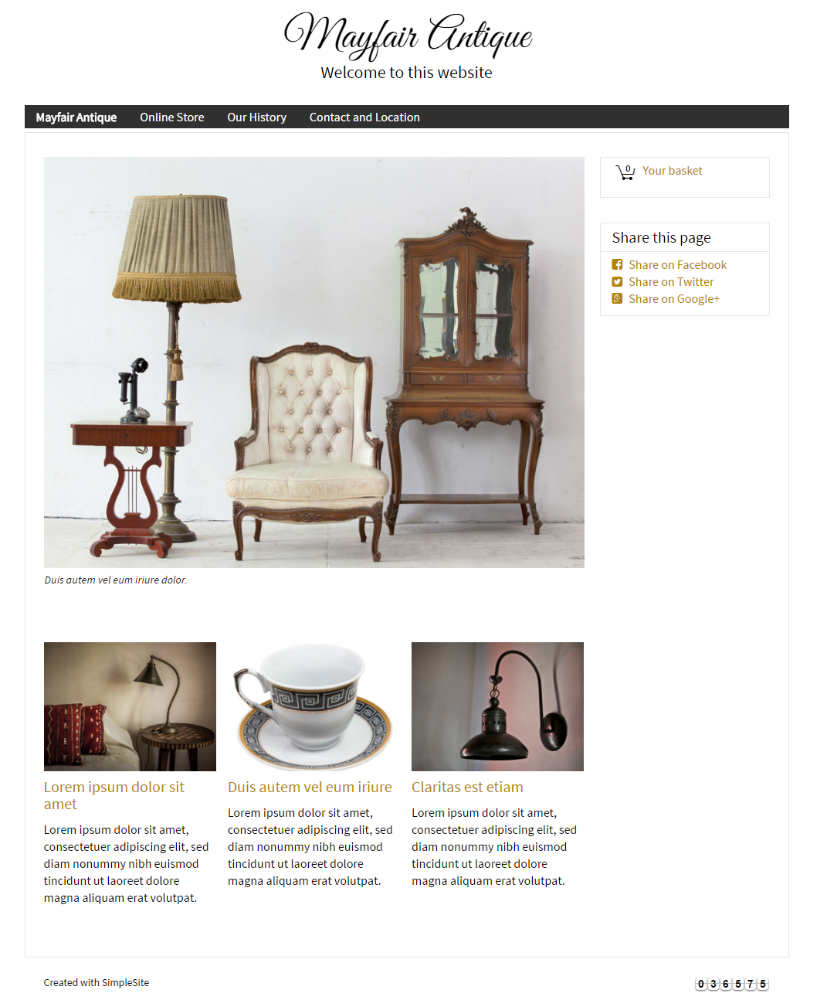 Mayfair Antique
Welcome to this website
Mayfair Antique Online Store Our History Contact and Location
0 Your basket
Share this page
Share on Facebook
Share on Twitter
Share on Google+
Duis autem vel eum iriure dolor.
Lorem ipsum dolor sit
amet
Lorem ipsum dolor sit amet,
consectetuer adipiscing elit, sed
diam nonummy nibh euismod
tincidunt ut laoreet dolore
magna aliquam erat volutpat.
Duis autem vel eum iriure
Lorem ipsum dolor sit amet,
consectetuer adipiscing elit, sed
diam nonummy nibh euismod
tincidunt ut laoreet dolore
magna aliquam erat volutpat.
Claritas est etiam
Lorem ipsum dolor sit amet,
consectetuer adipiscing elit, sed
diam nonummy nibh euismod
tincidunt ut laoreet dolore
magna aliquam erat volutpat.
Created with SimpleSite
036575